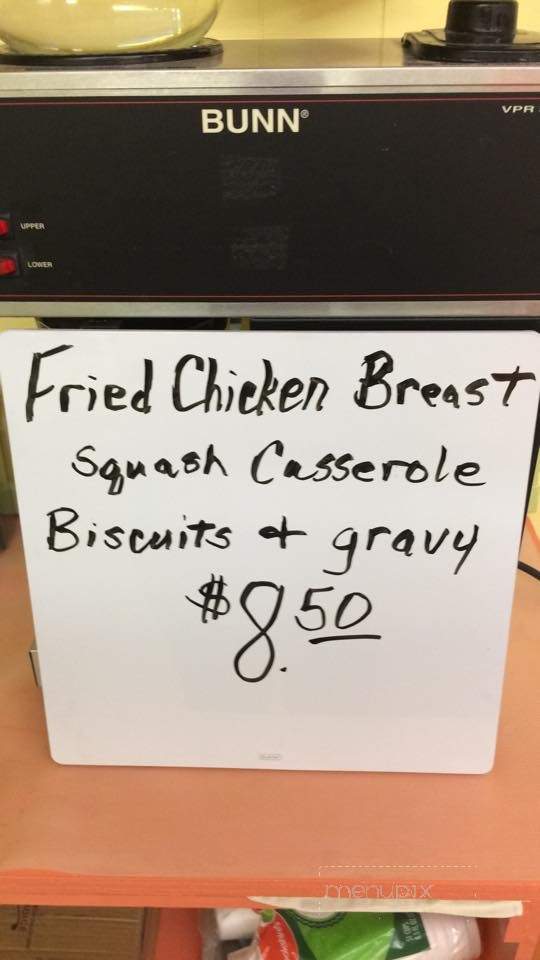 BUNN®
VPR
UPPER
LOWER
Fried Chicken Breast
Squash Casserole
Biscuits & gravy
$8.50
menupix